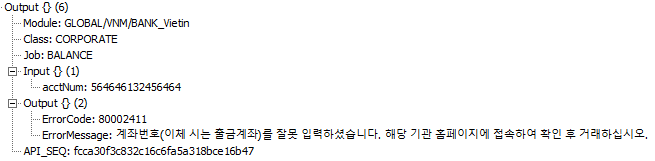 Output {} (6)
Module: GLOBAL/VNM/BANK_Vietin
Class: CORPORATE
Job: BALANCE
Input {} (1)
acctNum: 564646132456464
Output {} (2)
ErrorCode: 80002411
ErrorMessage: 계좌번호(이체 시는 출금계좌)를 잘못 입력하셨습니다. 해당 기관 홈페이지에 접속하여 확인 후 거래하십시오.
API_SEQ: fcca30f3c832c16c6fa5a318bce16b47